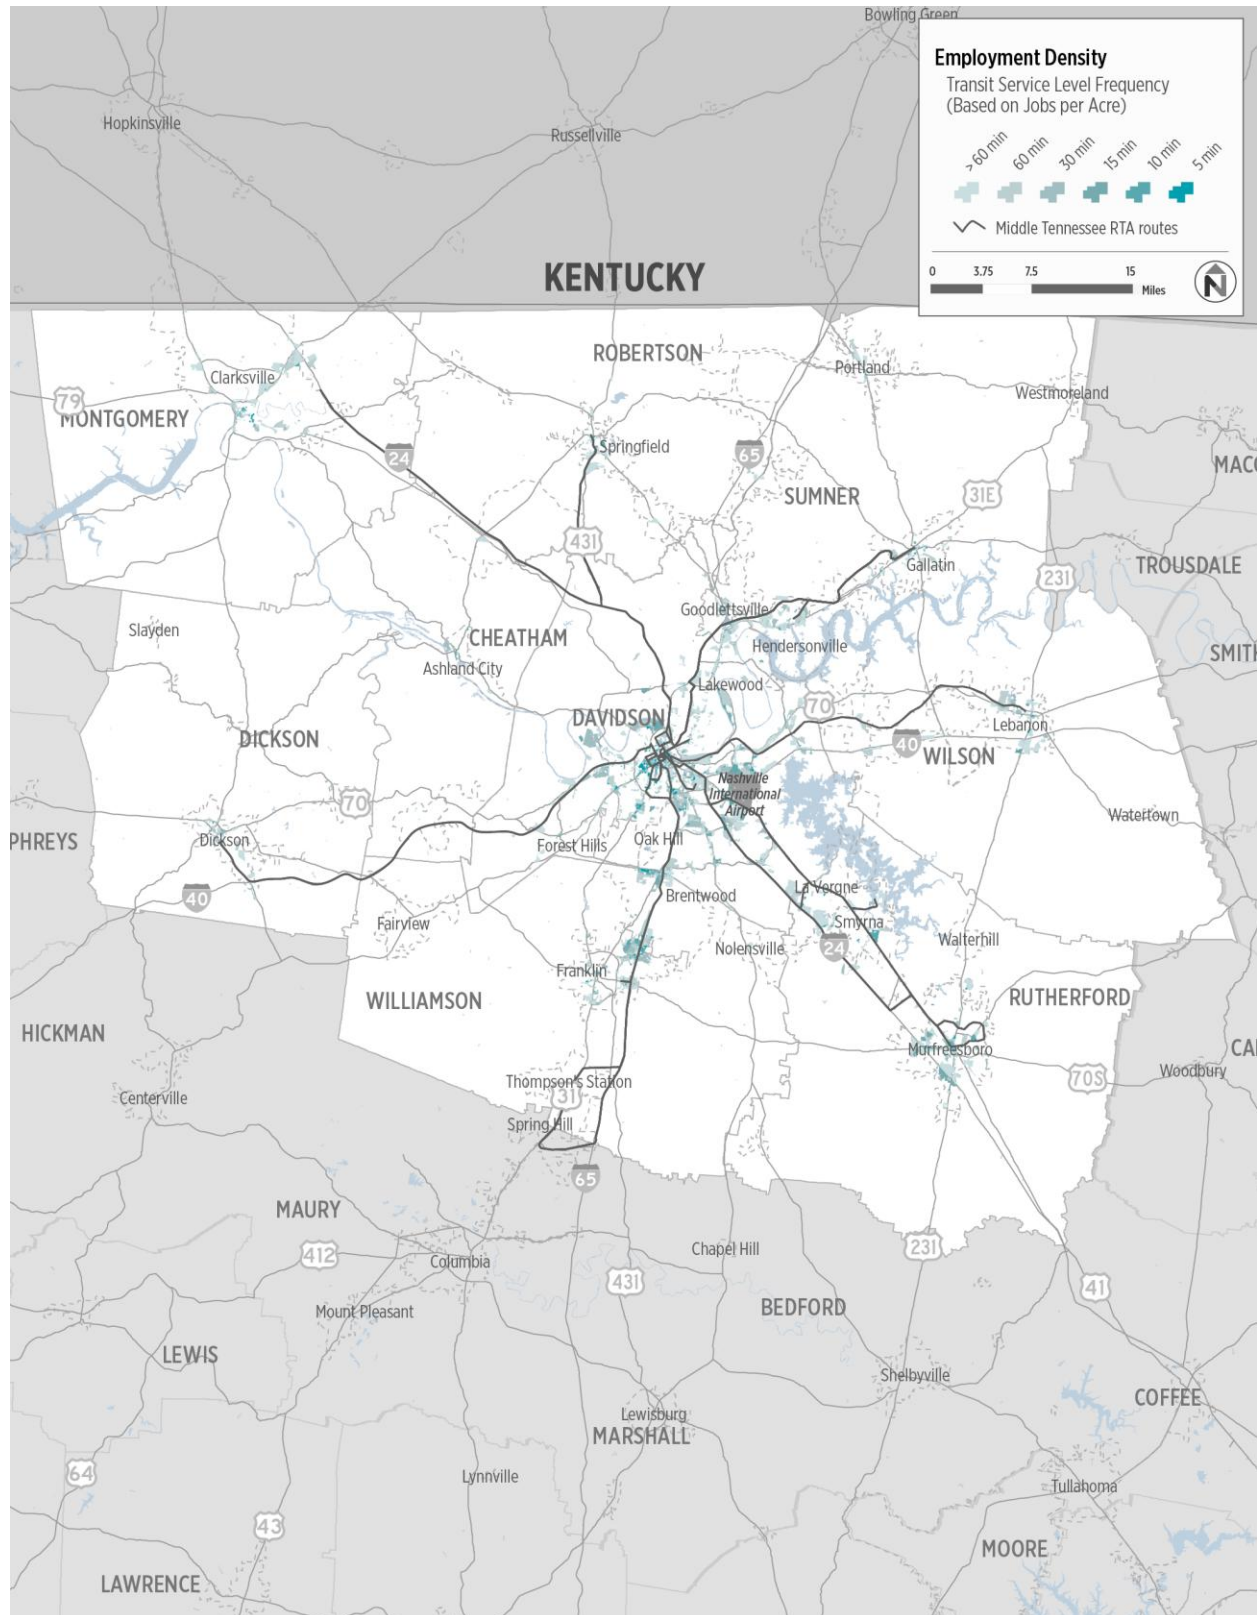 Bowling Green
Employment Density
Transit Service Level Frequency
(Based on Jobs per Acre)
> 60 min
60 min
30 min
15 min
10 min
5 min
Middle Tennessee RTA routes
0 3.75 7.5 15
Miles
N
Hopkinsville
Russellville
KENTUCKY
ROBERTSON
Portland
Clarksville
Westmoreland
79
MONTGOMERY
Springfield
24
65
MACO
SUMNER
31E
431
Gallatin
TROUSDALE
231
Goodlettsville
Slayden
CHEATHAM
Hendersonville
SMITH
Ashland City
Lakewood
70
DAVIDSON
Lebanon
DICKSON
40
WILSON
Nashville
International
Airport
70
Watertown
PHREYS
Dickson
Forest Hills
Oak Hill
La Vergne
40
Brentwood
Fairview
Smyrna
24
Nolensville
Walterhill
Franklin
WILLIAMSON
RUTHERFORD
HICKMAN
Murfreesboro
CA
70S
Woodbury
Thompson's Station
31
Centerville
Spring Hill
65
MAURY
231
412
Chapel Hill
Columbia
431
41
Mount Pleasant
BEDFORD
LEWIS
Shelbyville
COFFEE
Lewisburg
MARSHALL
64
Lynnville
Tullahoma
43
MOORE
LAWRENCE